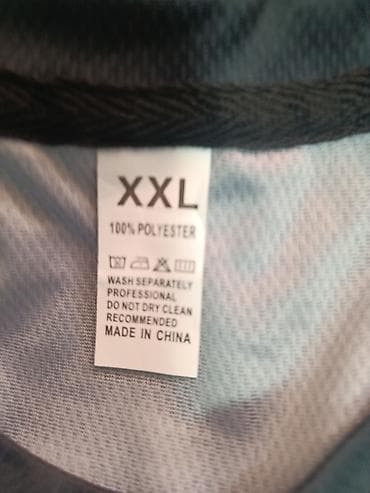 XXL
100% POLYESTER
WASH SEPARATELY
PROFESSIONAL
DO NOT DRY CLEAN
RECOMMENDED
MADE IN CHINA